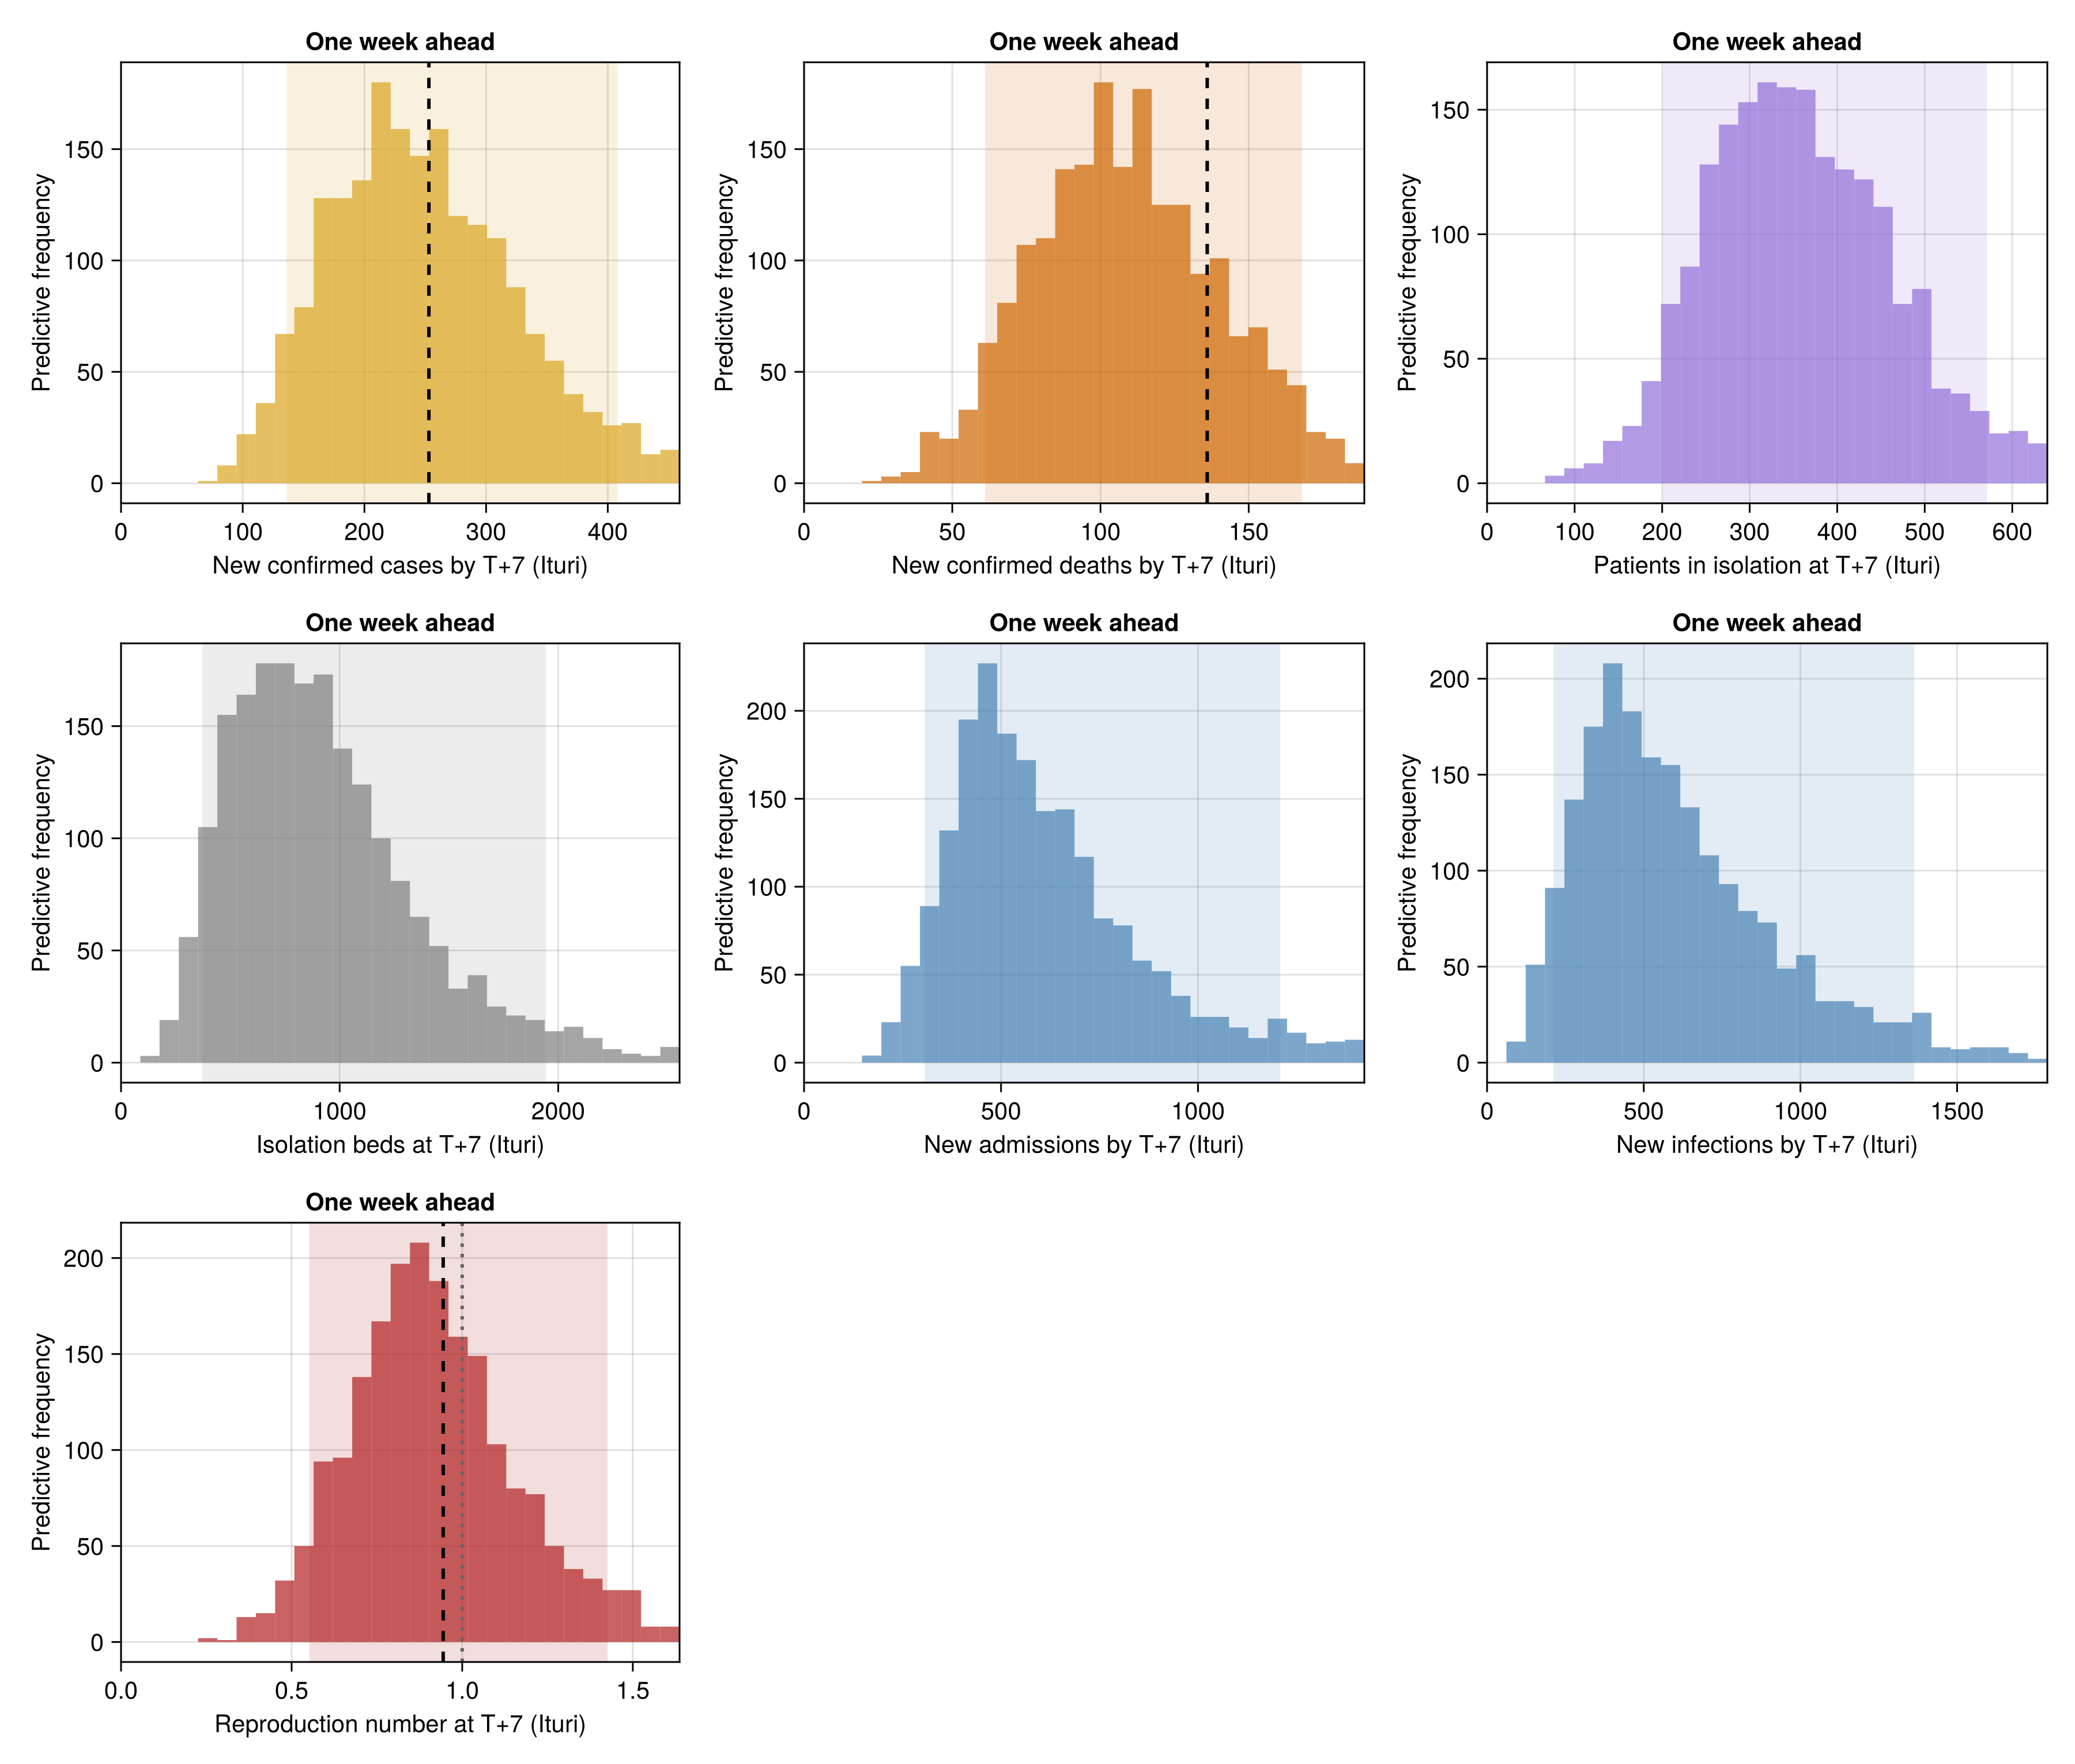 One week ahead
One week ahead
One week ahead
Predictive frequency
150
100
50
0
0
100
200
300
400
New confirmed cases by T+7 (Ituri)
Predictive frequency
150
100
50
0
0
50
100
150
New confirmed deaths by T+7 (Ituri)
Predictive frequency
150
100
50
0
0
100
200
300
400
500
600
Patients in isolation at T+7 (Ituri)
One week ahead
One week ahead
One week ahead
Predictive frequency
150
100
50
0
0
1000
2000
Isolation beds at T+7 (Ituri)
Predictive frequency
200
150
100
50
0
0
500
1000
New admissions by T+7 (Ituri)
Predictive frequency
200
150
100
50
0
0
500
1000
1500
New infections by T+7 (Ituri)
One week ahead
Predictive frequency
200
150
100
50
0
0.0
0.5
1.0
1.5
Reproduction number at T+7 (Ituri)